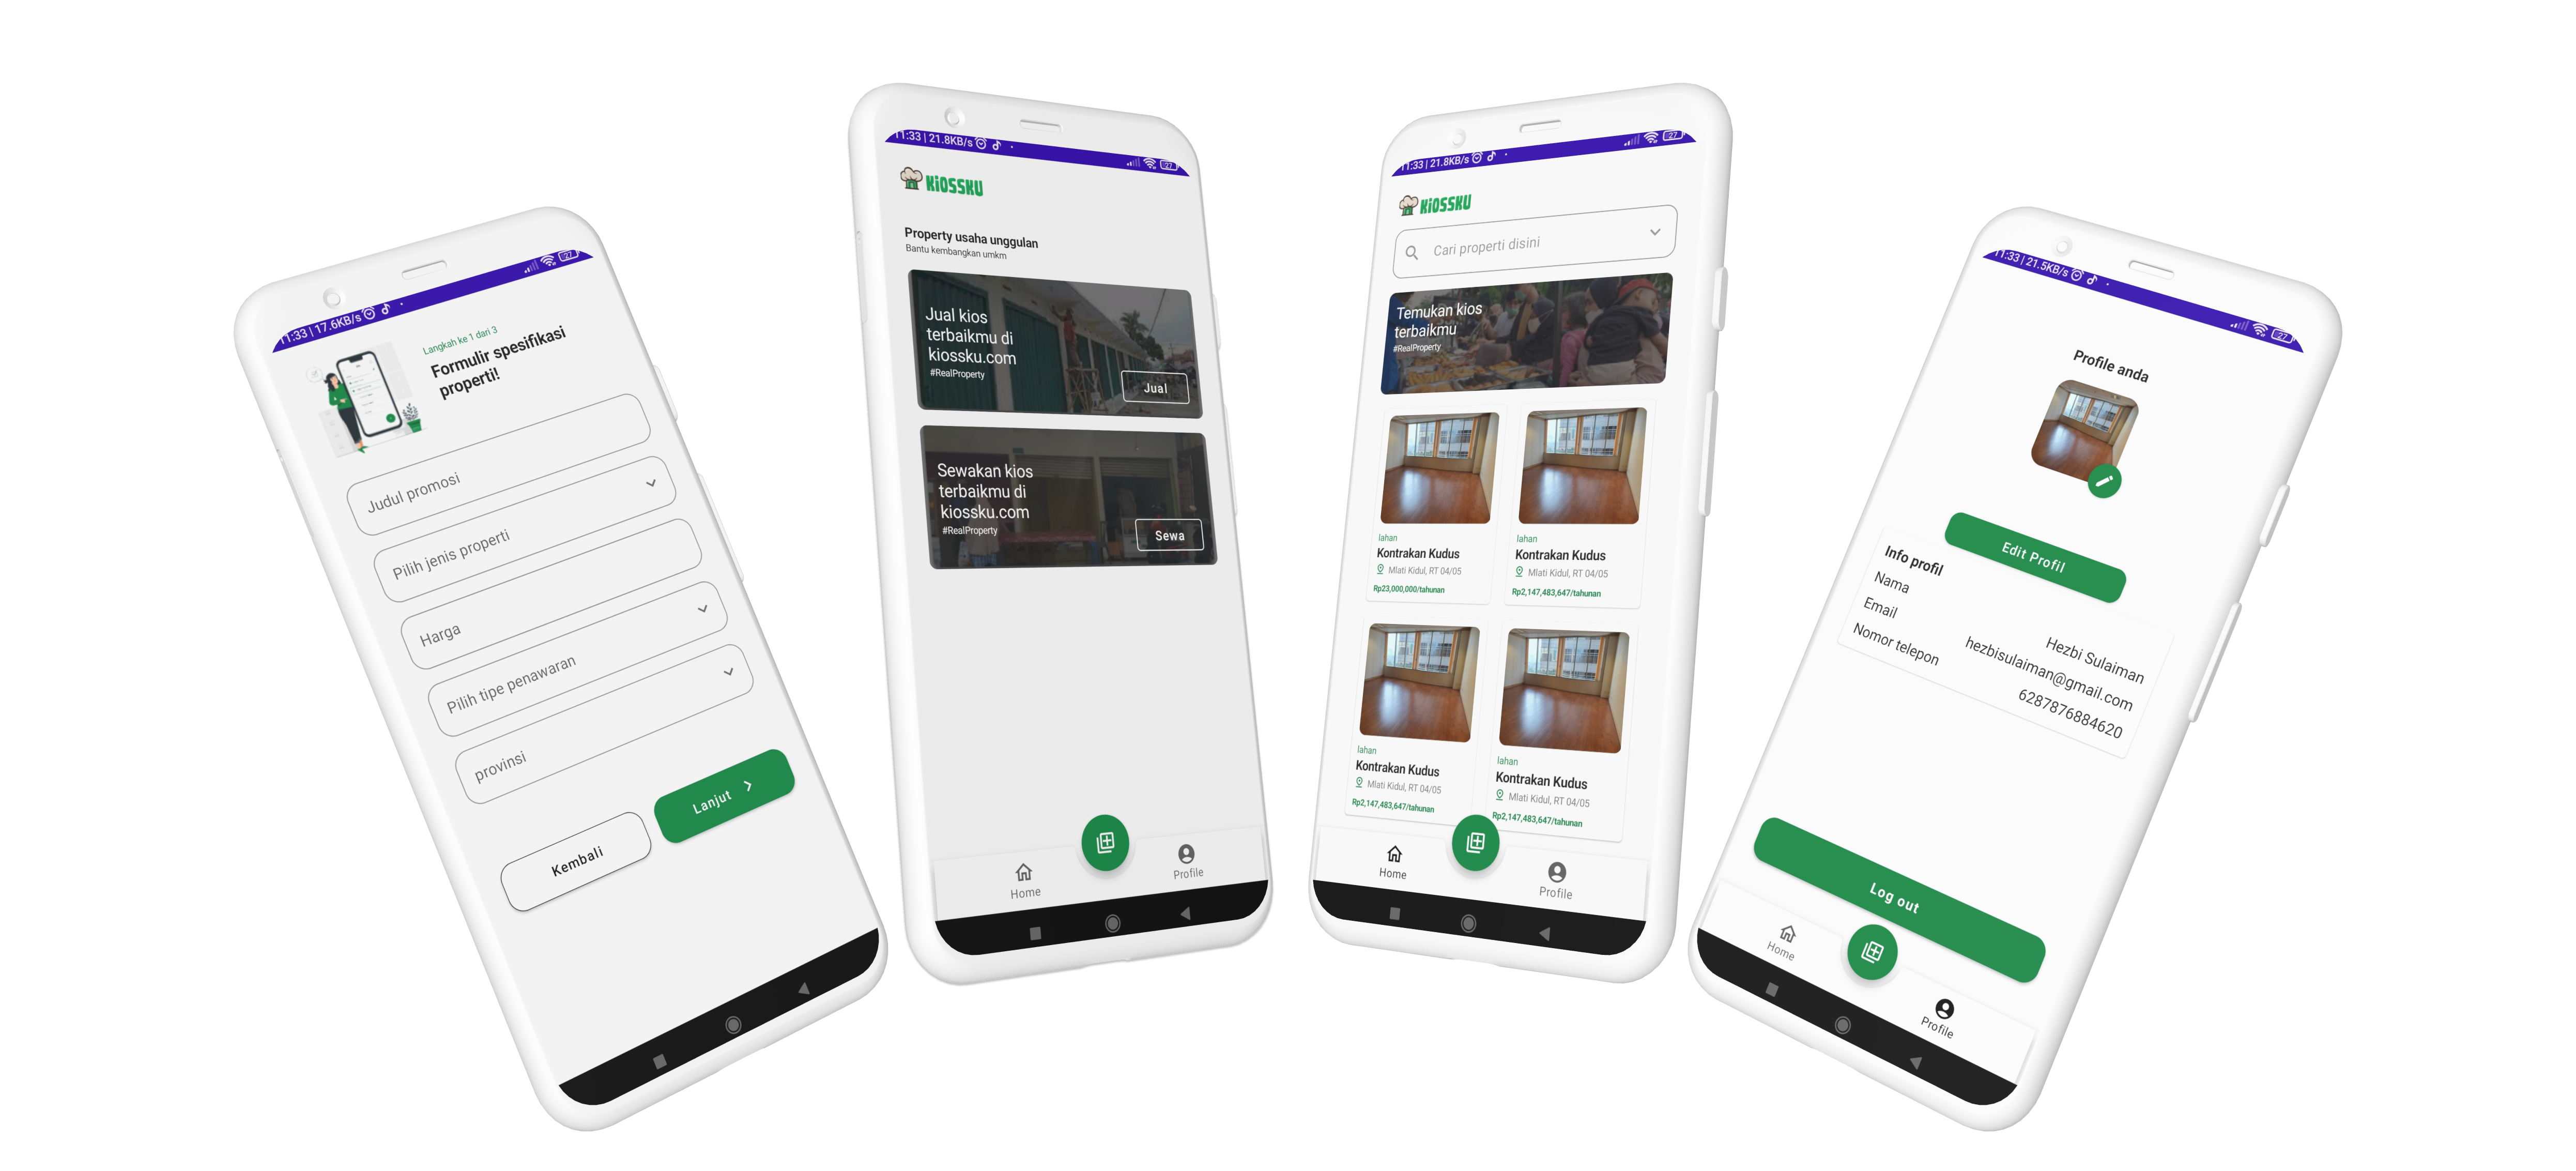 11:33 | 17.6KB/s
27
Langkah ke 1 dari 3
Formulir spesifikasi
properti!
Judul promosi
Pilih jenis properti
Harga
Pilih tipe penawaran
provinsi
Lanjut
Kembali
11:33 | 21.8KB/s
27
KiOSSKU
Property usaha unggulan
Bantu kembangkan umkm
Jual kios
terbaikmu di
kiossku.com
#RealProperty
Jual
Sewakan kios
terbaikmu di
kiossku.com
#RealProperty
Sewa
Home
Profile
11:33 | 21.8KB/s
27
KiOSSKU
Cari properti disini
Temukan kios
terbaikmu
#RealProperty
lahan
Kontrakan Kudus
Mlati Kidul, RT 04/05
Rp23,000,000/tahunan
lahan
Kontrakan Kudus
Mlati Kidul, RT 04/05
Rp2,147,483,647/tahunan
lahan
Kontrakan Kudus
Mlati Kidul, RT 04/05
Rp2,147,483,647/tahunan
lahan
Kontrakan Kudus
Mlati Kidul, RT 04/05
Rp2,147,483,647/tahunan
Home
Profile
11:33 | 21.5KB/s
27
Profile anda
Edit Profil
Info profil
Nama
Hezbi Sulaiman
Email
hezbisulaiman@gmail.com
Nomor telepon
6287876884620
Log out
Home
Profile